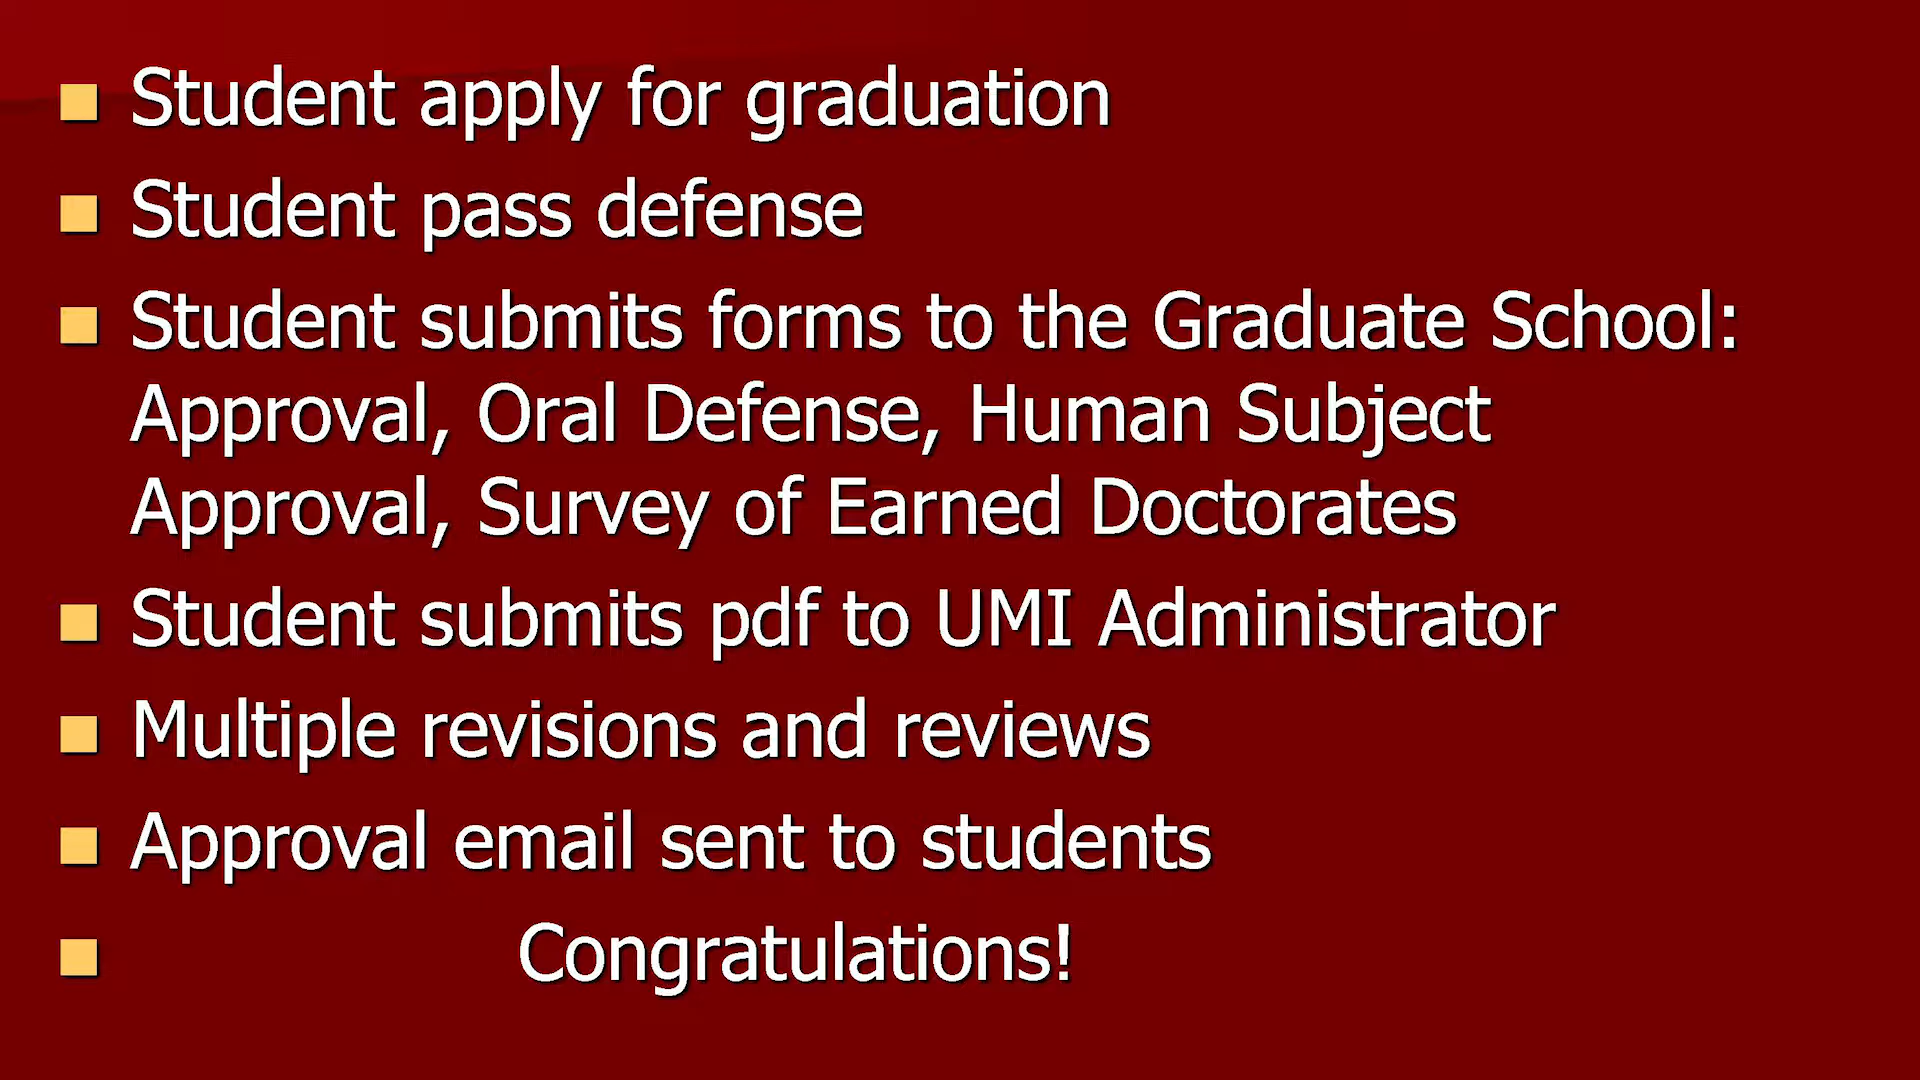 Student apply for graduation
Student pass defense
Student submits forms to the Graduate School:
Approval, Oral Defense, Human Subject
Approval, Survey of Earned Doctorates
Student submits pdf to UMI Administrator
Multiple revisions and reviews
Approval email sent to students
Congratulations!